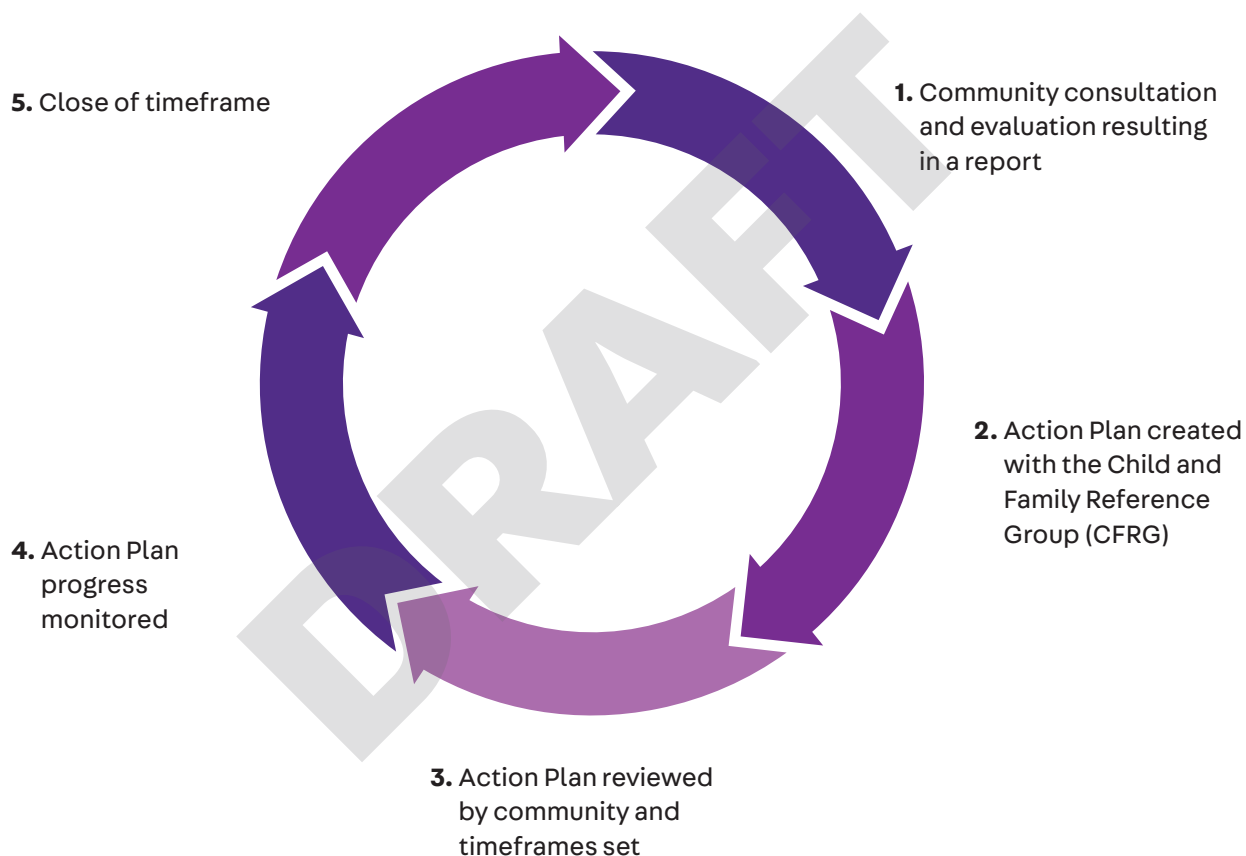 1. Community consultation
and evaluation resulting
in a report
2. Action Plan created
with the Child and
Family Reference
Group (CFRG)
3. Action Plan reviewed
by community and
timeframes set
4. Action Plan
progress
monitored
5. Close of timeframe
DRAFT